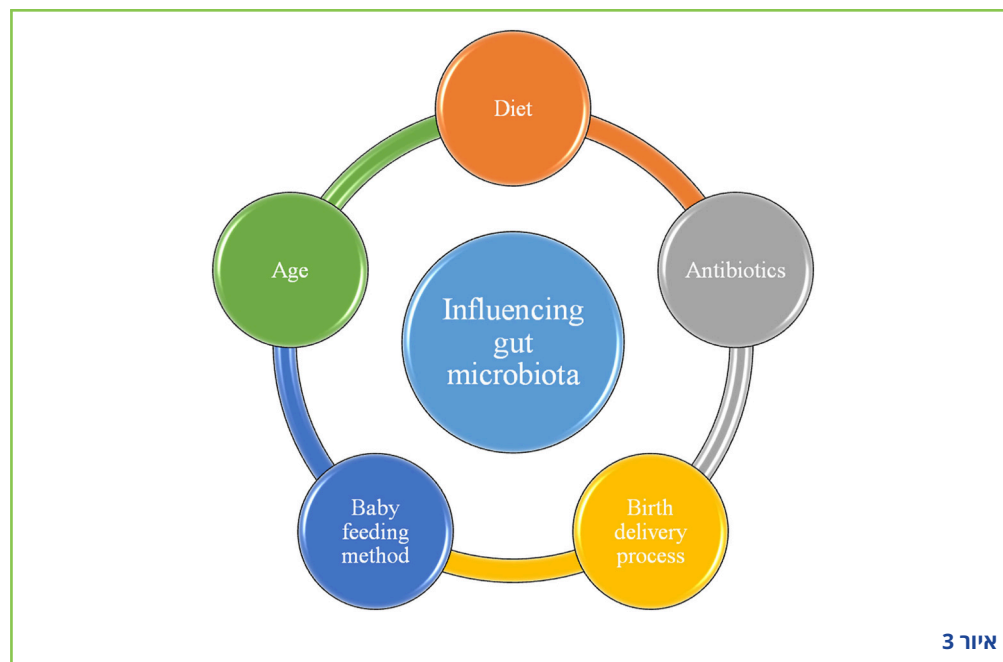 Diet
Antibiotics
Birth
delivery
process
Baby
feeding
method
Age
Influencing
gut
microbiota
איור 3